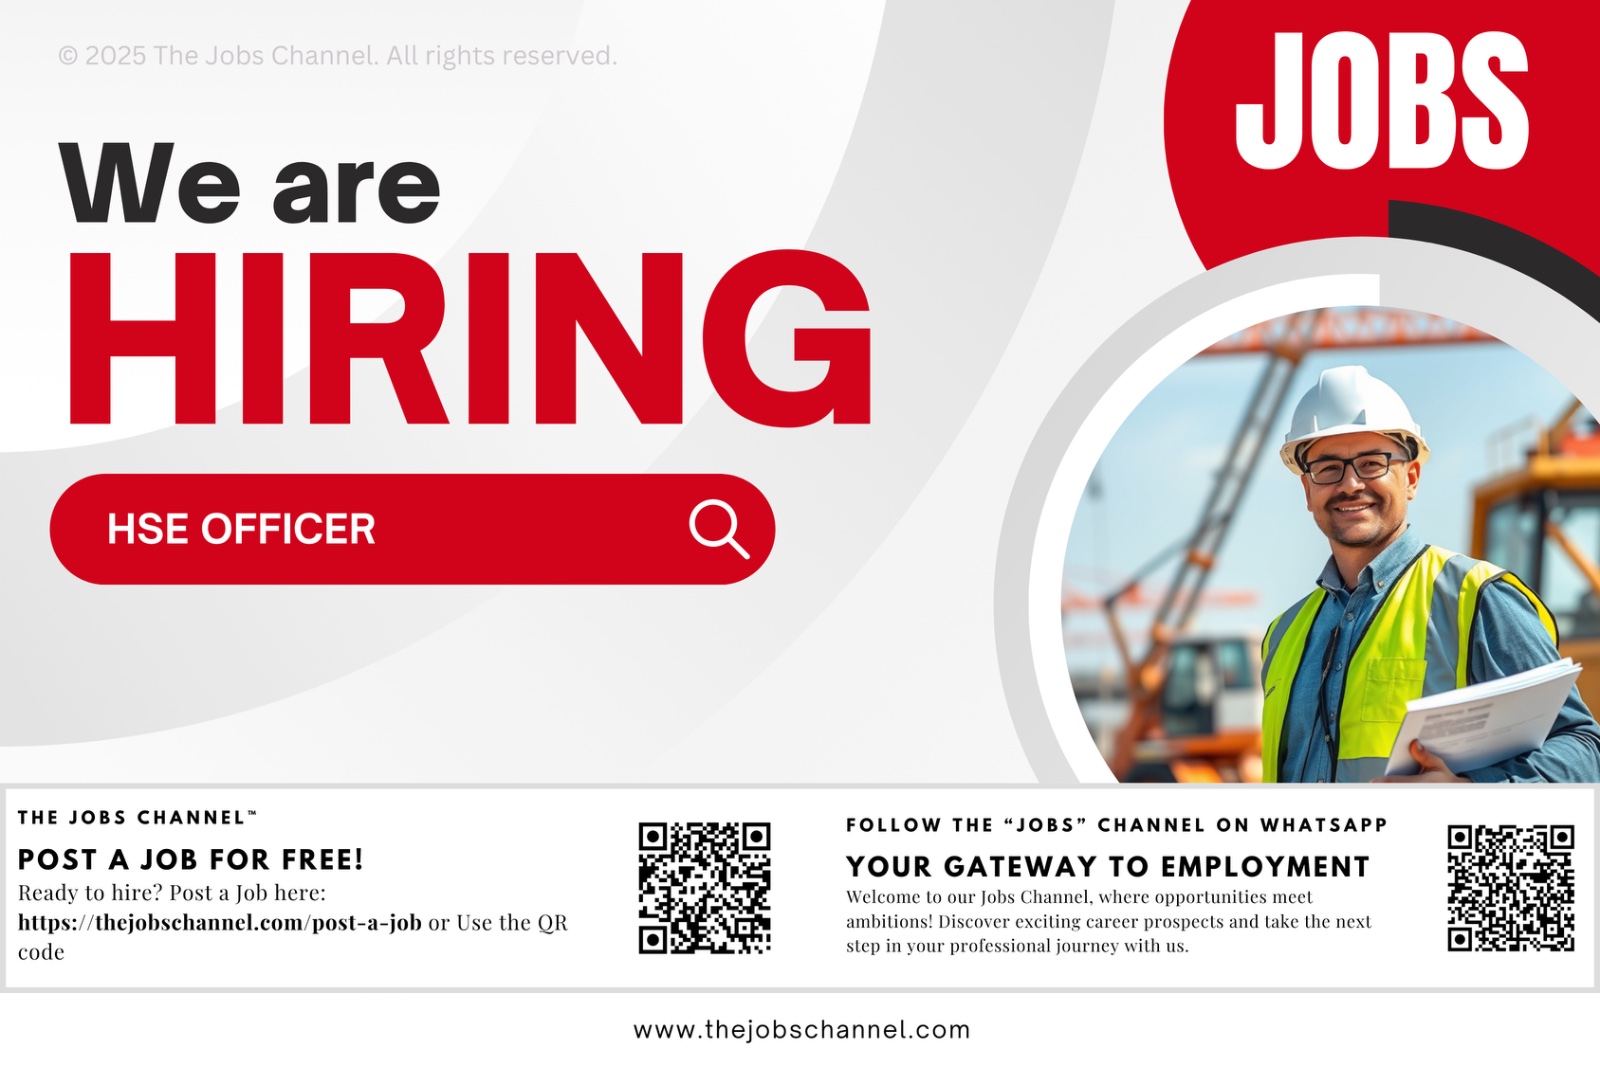 © 2025 The Jobs Channel. All rights reserved.
JOBS
We are
HIRING
HSE OFFICER
THE JOBS CHANNEL™
POST A JOB FOR FREE!
Ready to hire? Post a Job here:
https://thejobschannel.com/post-a-job or Use the QR
code
FOLLOW THE “JOBS” CHANNEL ON WHATSAPP
YOUR GATEWAY TO EMPLOYMENT
Welcome to our Jobs Channel, where opportunities meet
ambitions! Discover exciting career prospects and take the next
step in your professional journey with us.
www.thejobschannel.com